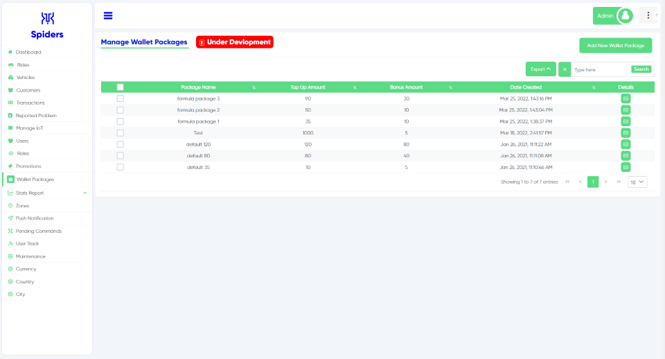 Spiders
Dashboard
Rides
Vehicles
Customers
Transactions
Reported Problem
Manage IoT
Users
Roles
Promotions
Wallet Packages
Stats Report
Zones
Push Notification
Pending Commands
User Track
Maintenance
Currency
Country
City
Admin
Manage Wallet Packages
Under Devlopment
Add New Wallet Package
Export
Type here
Search
Package Name Top Up Amount Bonus Amount Date Created Details
formula package 3 90 30 Mar 25, 2022, 1:43:16 PM
formula package 2 50 10 Mar 25, 2022, 1:43:04 PM
formula package 1 35 10 Mar 25, 2022, 1:38:37 PM
Test 1000 5 Mar 18, 2022, 2:41:57 PM
default 120 120 80 Jan 26, 2021, 11:11:22 AM
default 80 80 40 Jan 26, 2021, 11:11:08 AM
default 35 10 5 Jan 26, 2021, 11:10:46 AM
Showing 1 to 7 of 7 entries
1
10